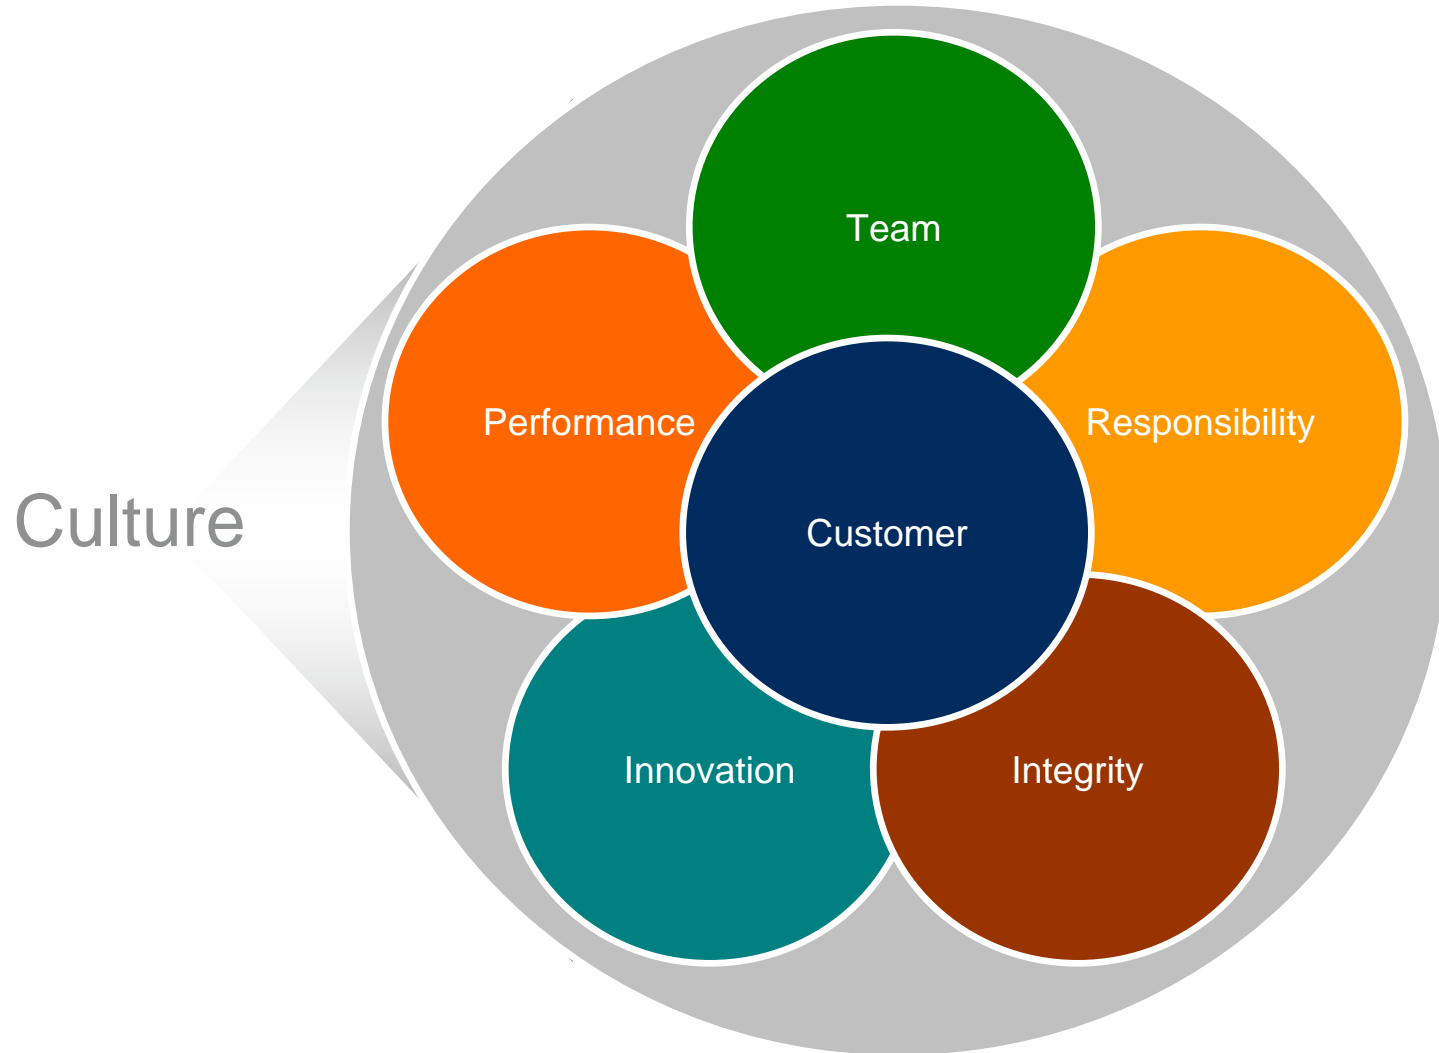 Team
Performance
Responsibility
Culture
Customer
Innovation
Integrity